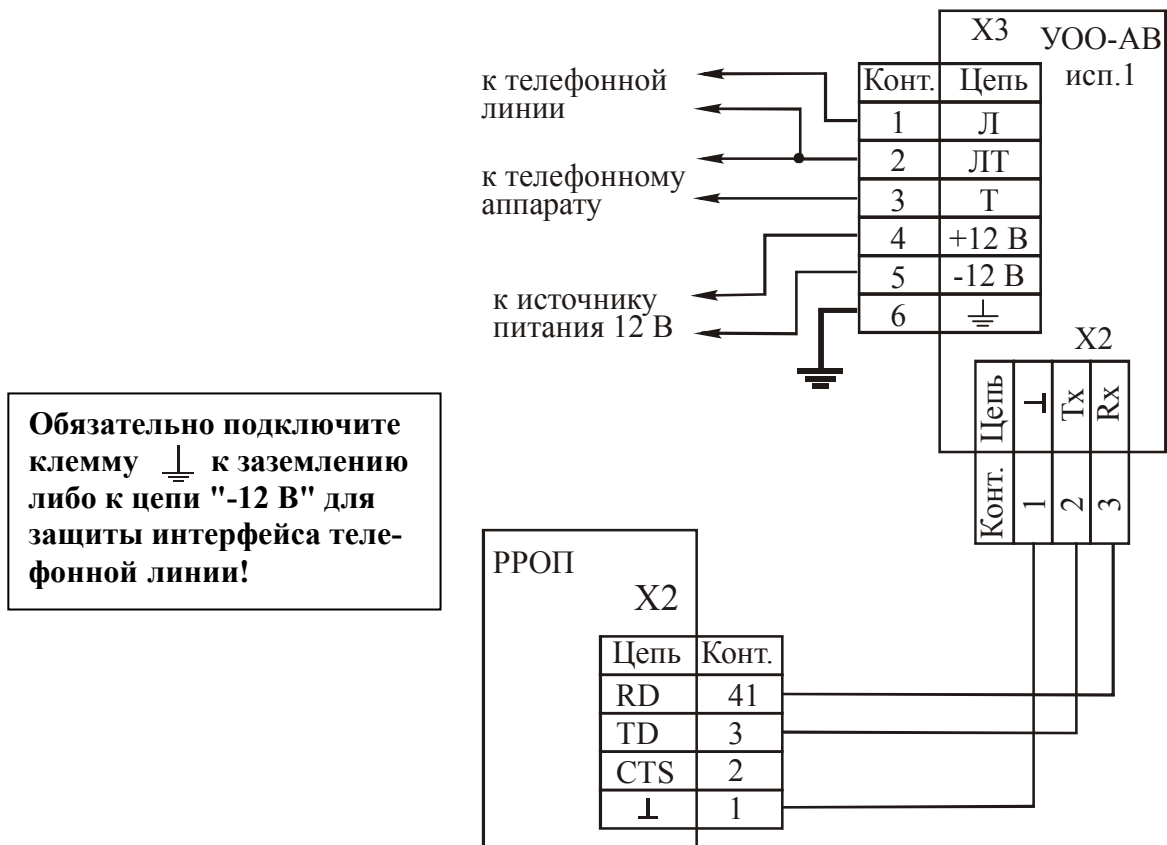 X3
УОО-АВ
исп.1
к телефонной
линии
к телефонному
аппарату
к источнику
питания 12 В
Конт. Цепь
1 Л
2 ЛТ
3 Т
4 +12 В
5 -12 В
6
X2
Цепь Tx Rx
Конт. 1 2 3
Обязательно подключите
клемму к заземлению
либо к цепи "-12 В" для
защиты интерфейса теле-
фонной линии!
РРОП
X2
Цепь Конт.
RD 41
TD 3
CTS 2
1